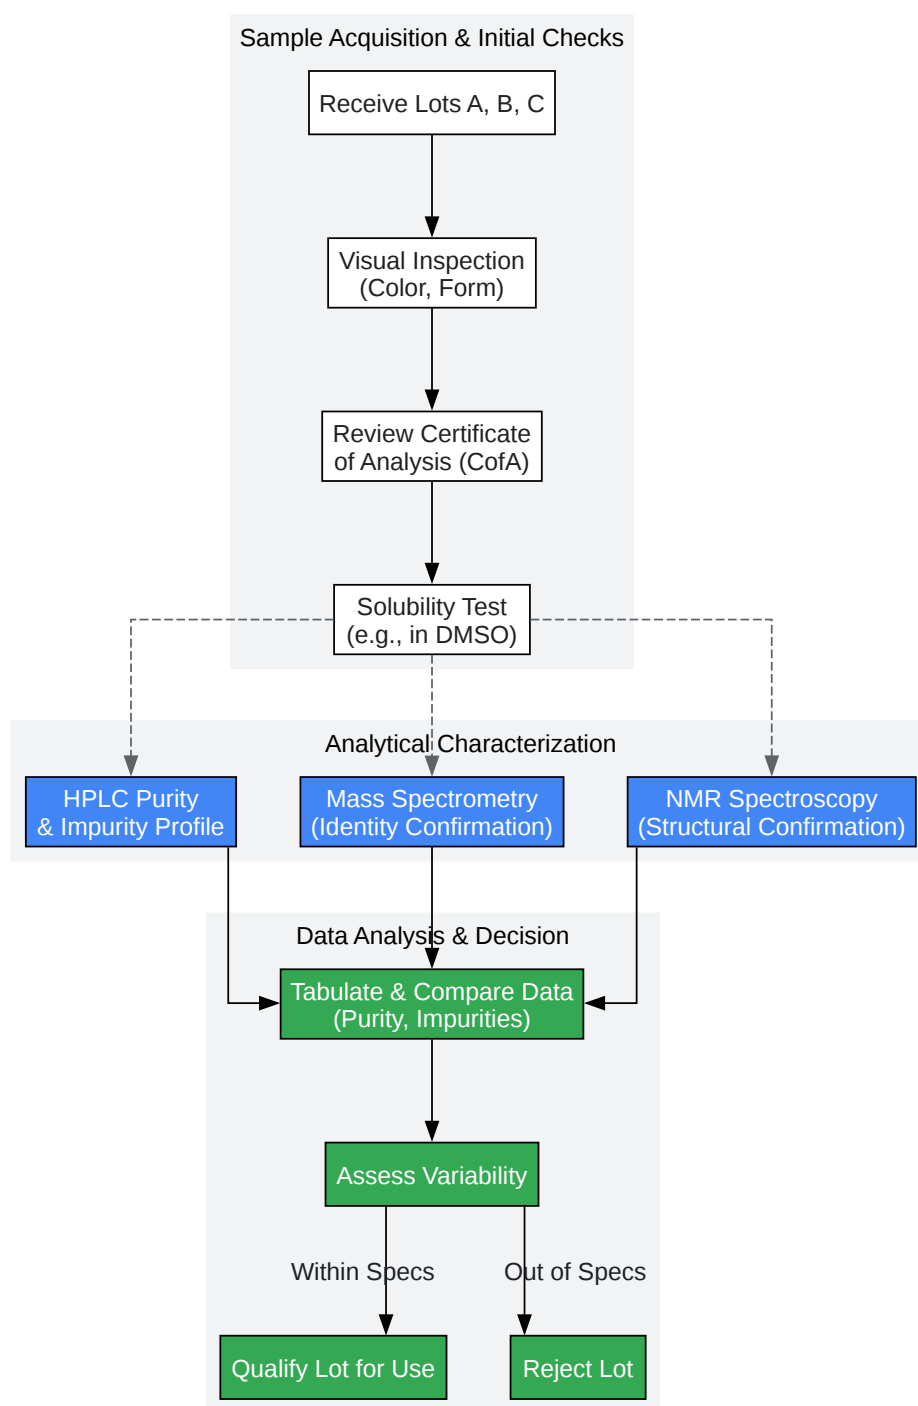 Sample Acquisition & Initial Checks
Receive Lots A, B, C
Visual Inspection
(Color, Form)
Review Certificate
of Analysis (CofA)
Solubility Test
(e.g., in DMSO)
Analytical Characterization
HPLC Purity
& Impurity Profile
Mass Spectrometry
(Identity Confirmation)
NMR Spectroscopy
(Structural Confirmation)
Data Analysis & Decision
Tabulate & Compare Data
(Purity, Impurities)
Assess Variability
Within Specs
Out of Specs
Qualify Lot for Use
Reject Lot